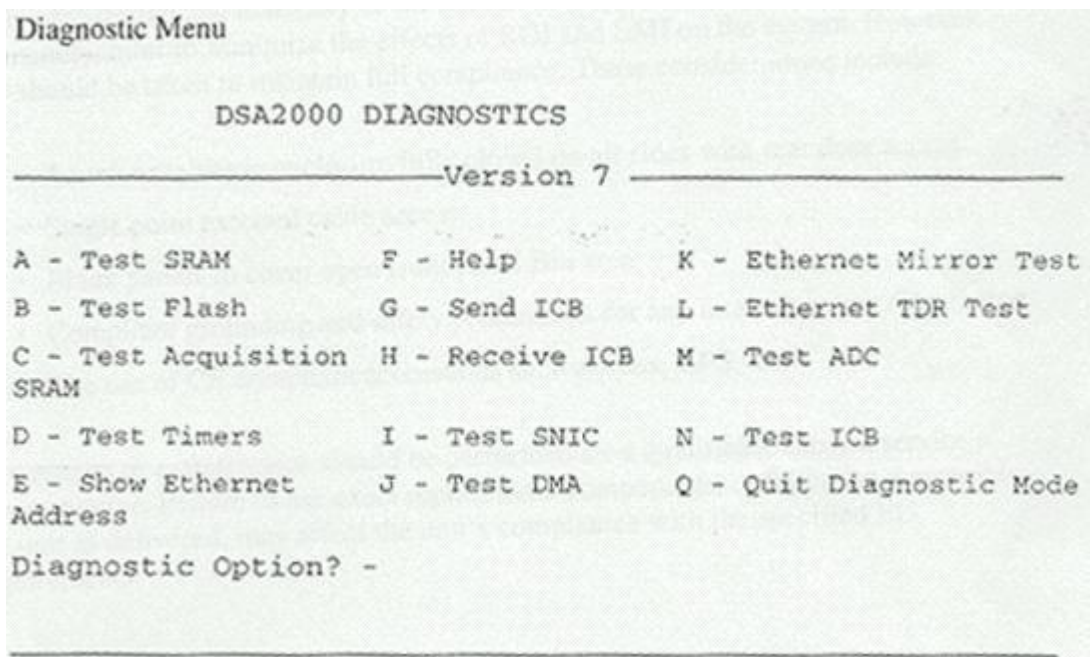 Diagnostic Menu
DSA2000 DIAGNOSTICS
Version 7
A - Test SRAM F - Help K - Ethernet Mirror Test
B - Test Flash G - Send ICB L - Ethernet TDR Test
C - Test Acquisition H - Receive ICB M - Test ADC
SRAM
D - Test Timers I - Test SNIC N - Test ICB
E - Show Ethernet J - Test DMA Q - Quit Diagnostic Mode
Address
Diagnostic Option? -